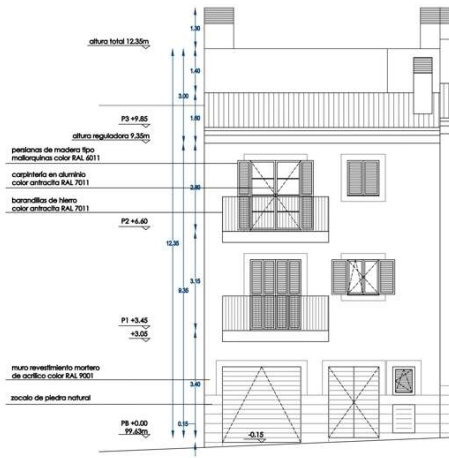 1.30
altura total 12.35m
1.40
3.00
P3 +9.85
1.60
altura reguladora 9,35m
persianas de madera tipo
mallorquinas color RAL 6011
carpintería en aluminio
color antracita RAL 7011
2.80
barandillas de hierro
color antracita RAL 7011
P2 +6.60
12.35
9.35
3.15
P1 +3.45
+3.05
muro revestimiento mortero
de acrílico color RAL 9001
3.40
zocalo de piedra natural
PB +0.00
99.63m
0.15
-0.15